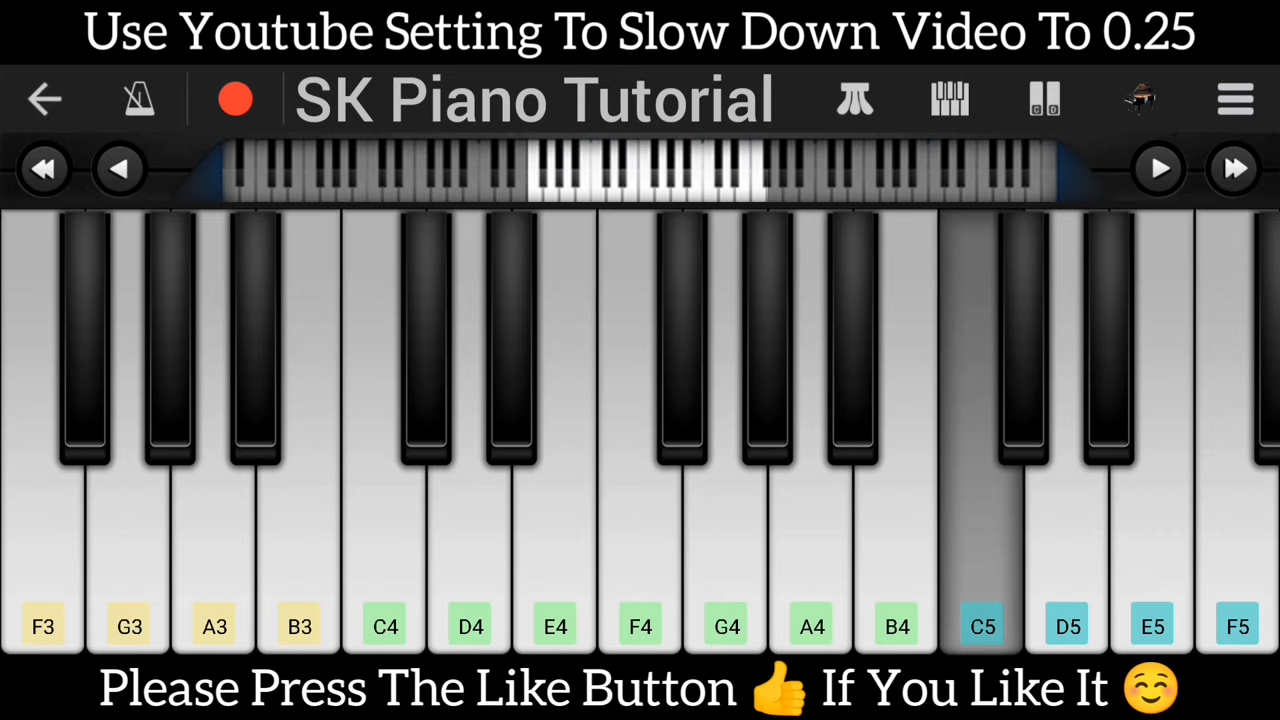 Use Youtube Setting To Slow Down Video To 0.25
SK Piano Tutorial
C D
F3 G3 A3 B3 C4 D4 E4 F4 G4 A4 B4 C5 D5 E5 F5
Please Press The Like Button 👍 If You Like It ☺️